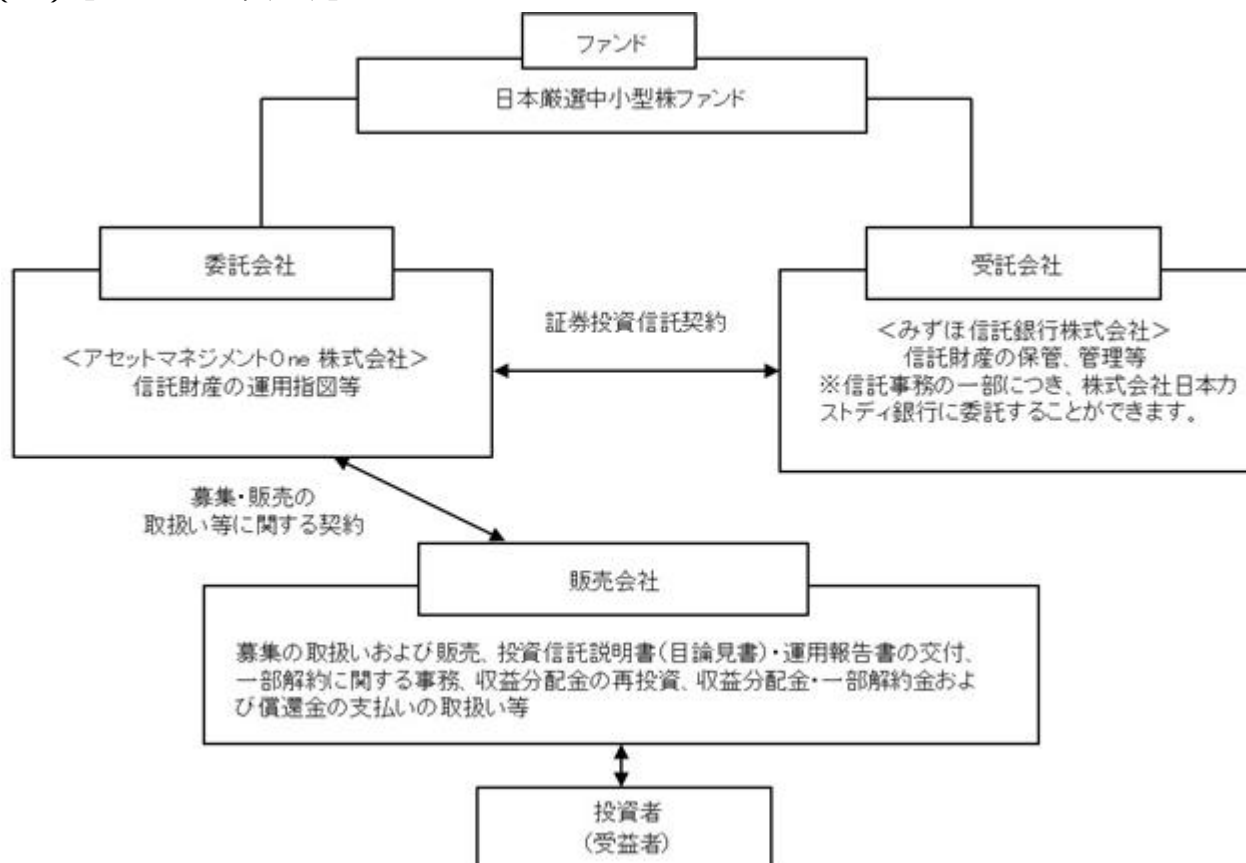 ファンド
日本厳選中小型株ファンド
委託会社
<アセットマネジメントOne 株式会社>
信託財産の運用指図等
証券投資信託契約
受託会社
<みずほ信託銀行株式会社>
信託財産の保管、管理等
※信託事務の一部につき、株式会社日本カ
ストディ銀行に委託することができます。
募集・販売の
取扱い等に関する契約
販売会社
募集の取扱いおよび販売、投資信託説明書(目論見書)・運用報告書の交付、
一部解約に関する事務、収益分配金の再投資、収益分配金・一部解約金およ
び償還金の支払いの取扱い等
投資者
(受益者)